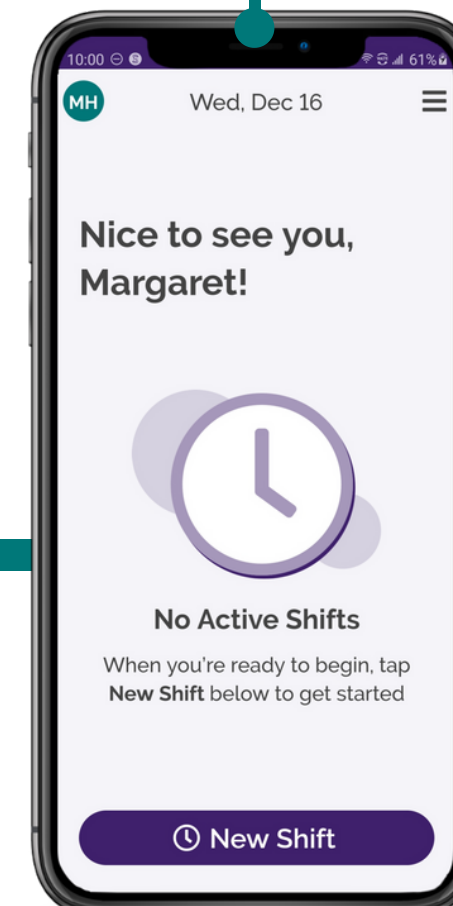 10:00 61%
MH Wed, Dec 16
Nice to see you,
Margaret!
No Active Shifts
When you're ready to begin, tap
New Shift below to get started
New Shift